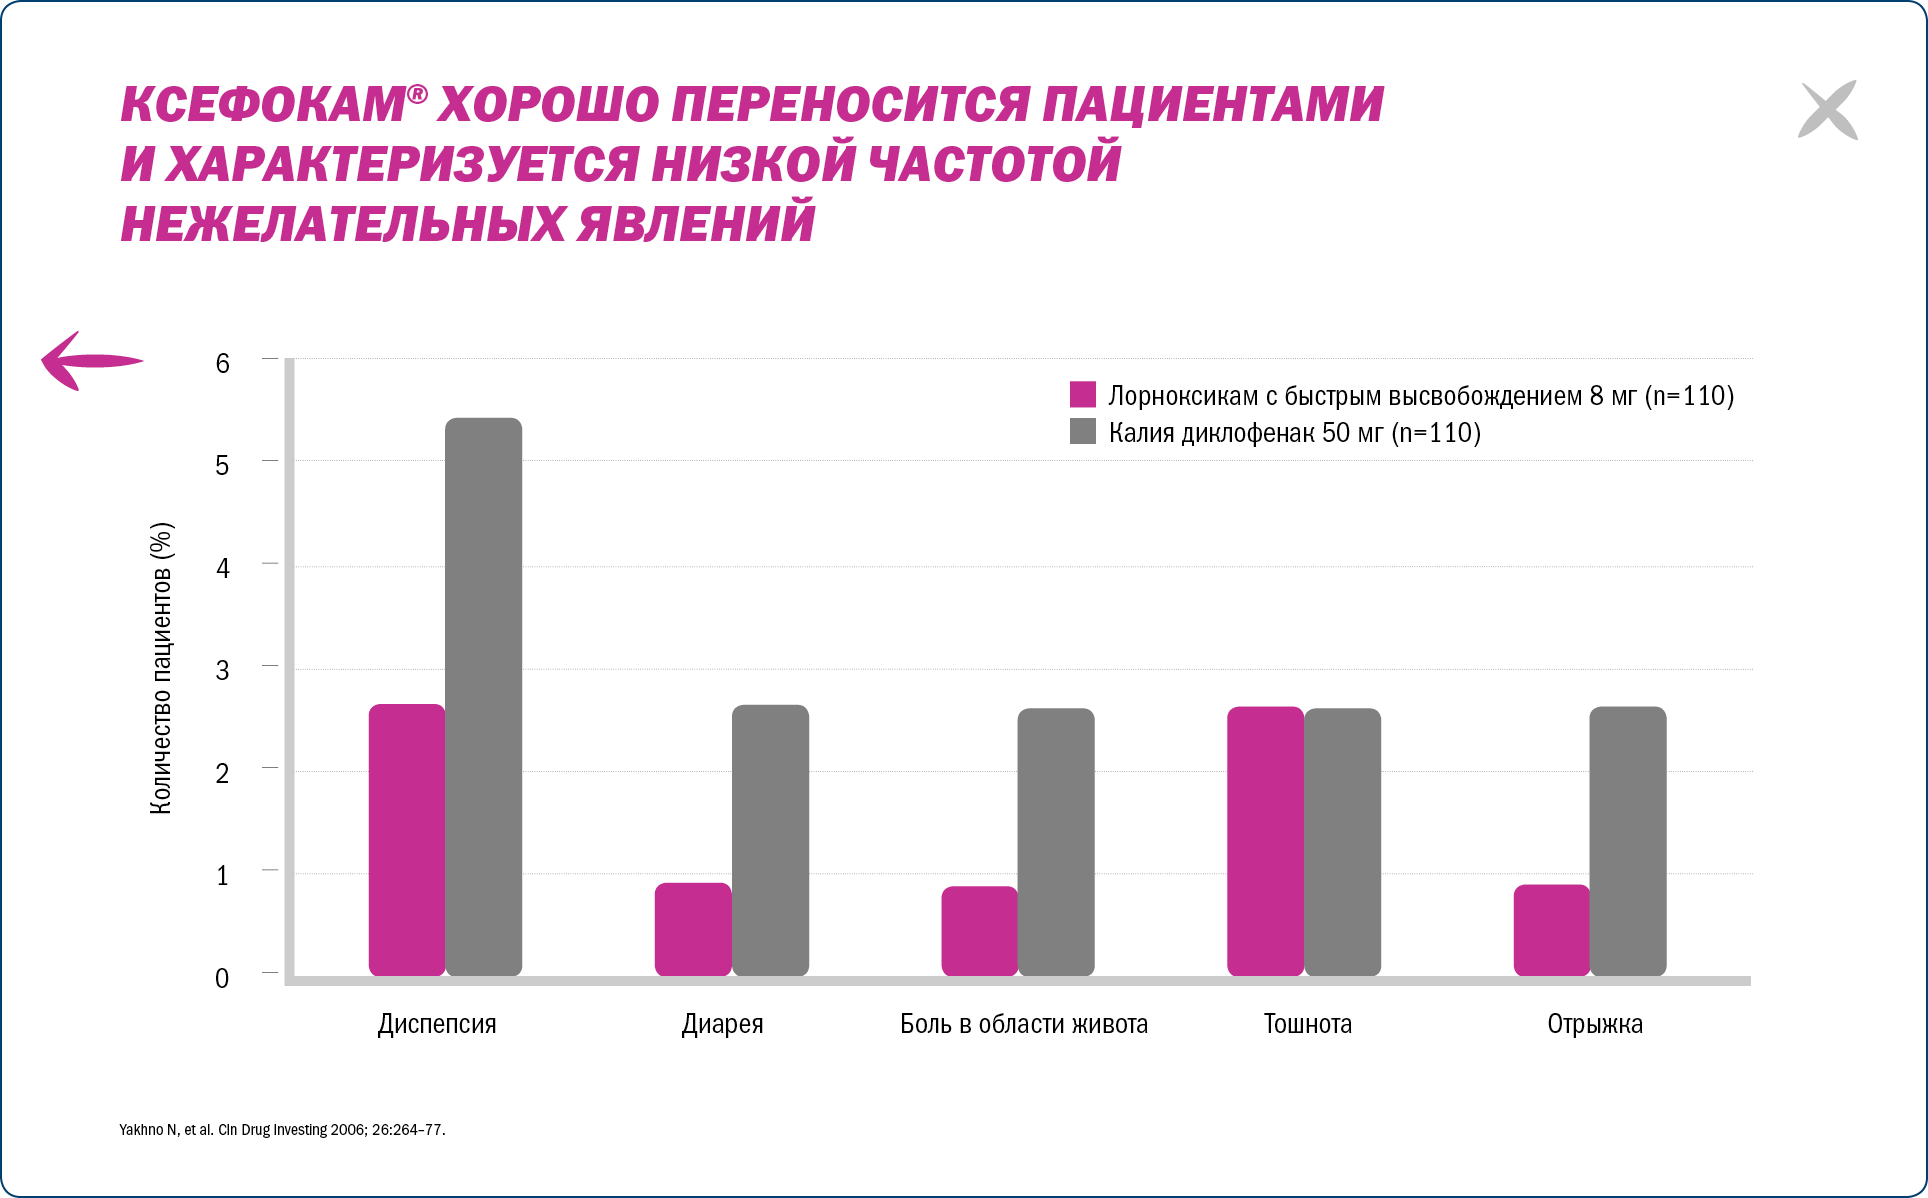 КСЕФОКАМ® ХОРОШО ПЕРЕНОСИТСЯ ПАЦИЕНТАМИ
И ХАРАКТЕРИЗУЕТСЯ НИЗКОЙ ЧАСТОТОЙ
НЕЖЕЛАТЕЛЬНЫХ ЯВЛЕНИЙ
Количество пациентов (%)
6
5
4
3
2
1
0
Лорноксикам с быстрым высвобождением 8 мг (n=110)
Калия диклофенак 50 мг (n=110)
Диспепсия
Диарея
Боль в области живота
Тошнота
Отрыжка
Yakhno N, et al. Cln Drug Investing 2006; 26:264–77.